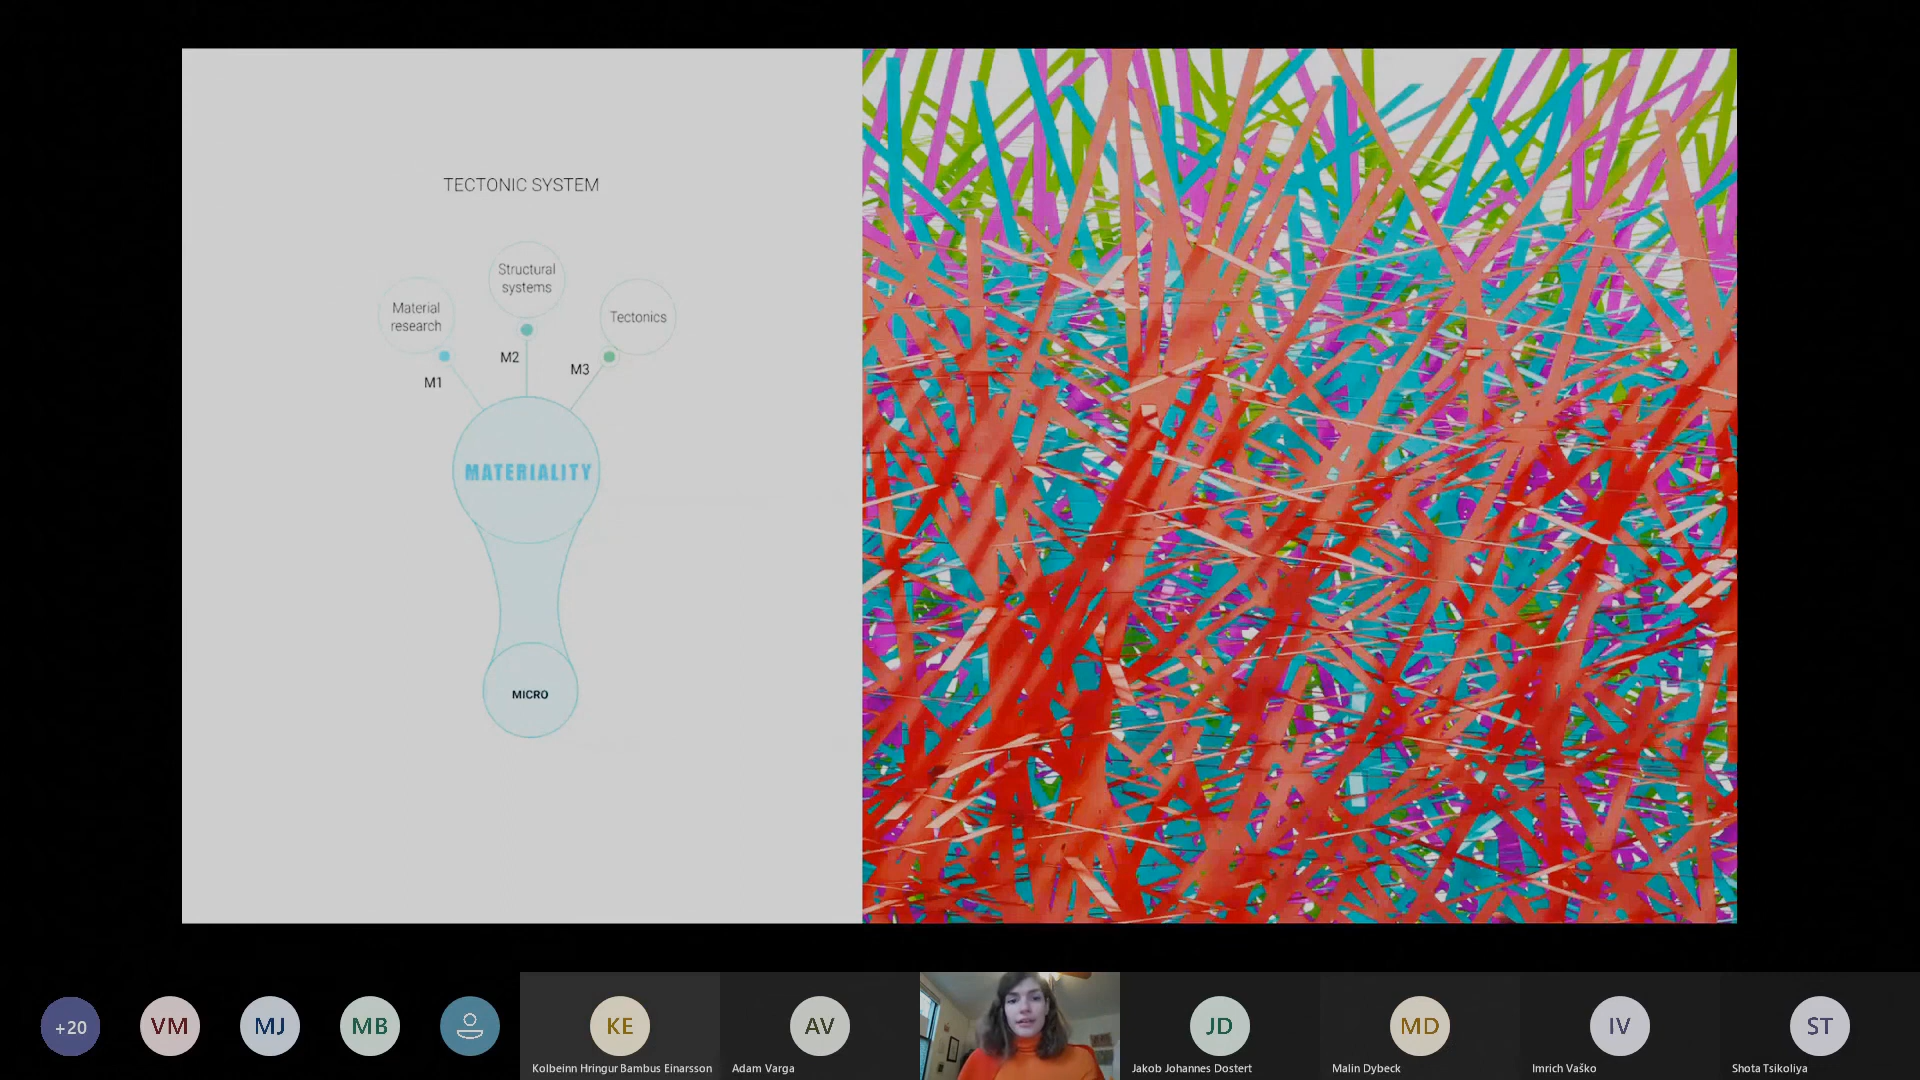 TECTONIC SYSTEM
Structural
systems
Material
research
Tectonics
M2
M3
M1
MATERIALITY
MICRO
+20
VM
MJ
MB
KE
AV
JD
MD
IV
ST
Kolbeinn Hringur Bambus Einarsson
Adam Varga
Jakob Johannes Dostert
Malin Dybeck
Imrich Vaško
Shota Tsikoliya